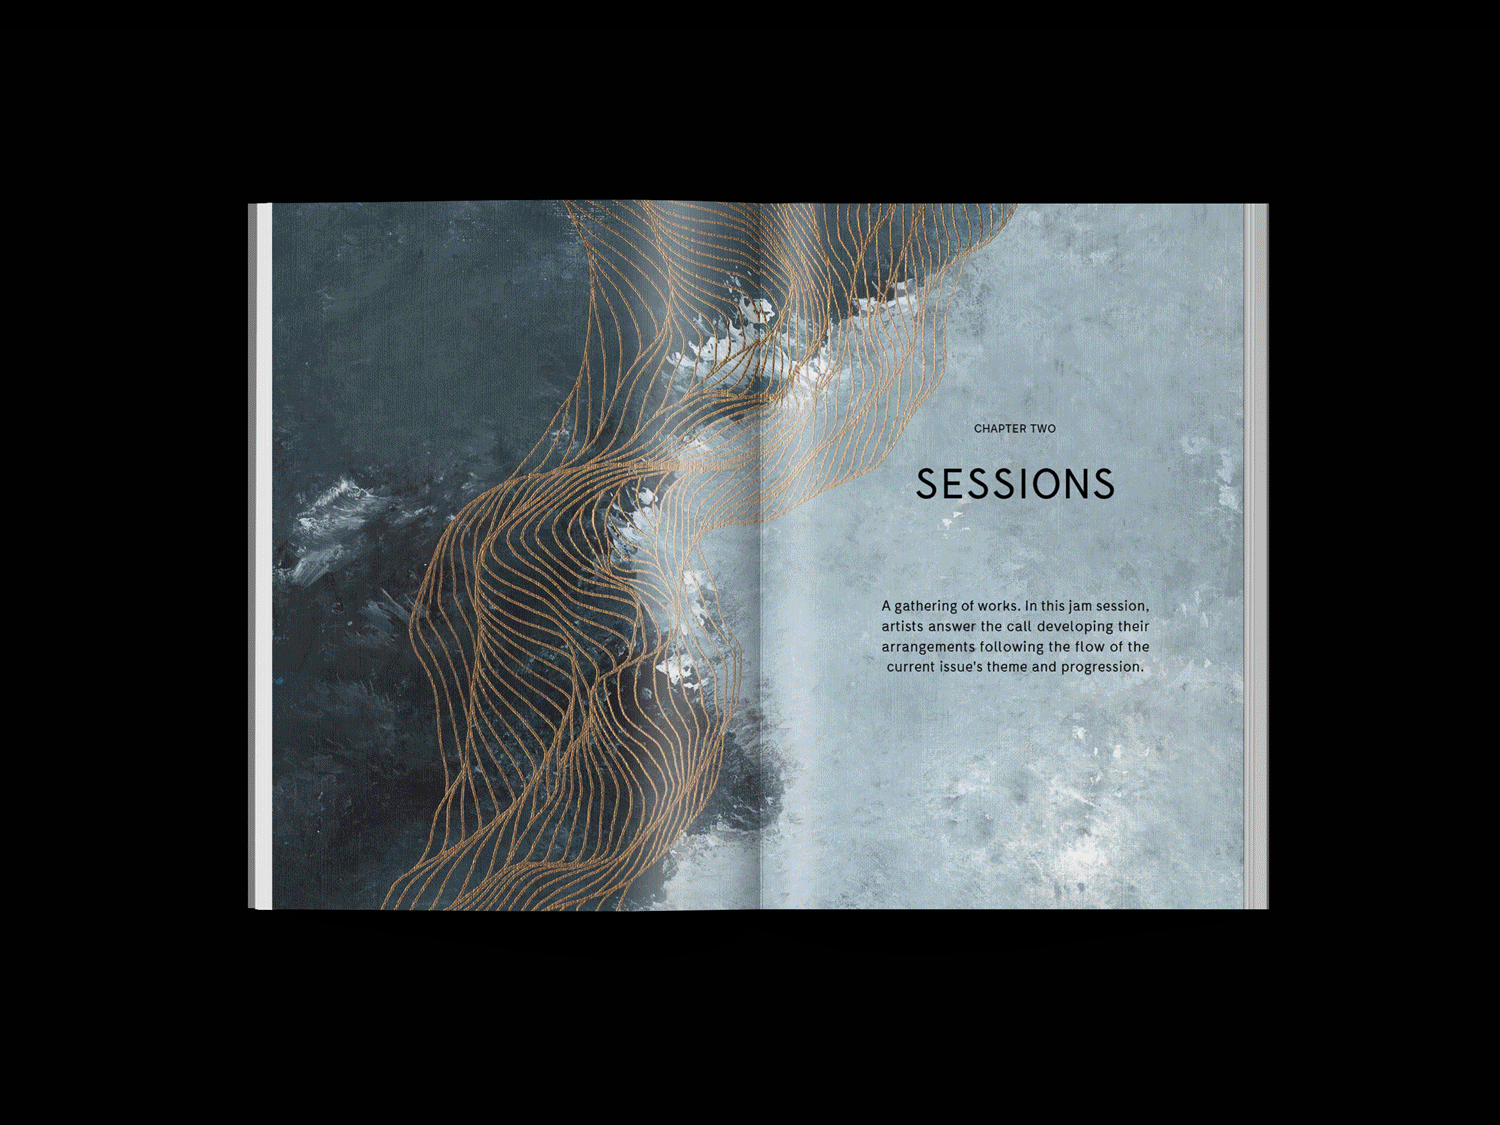 CHAPTER TWO
SESSIONS
A gathering of works. In this jam session,
artists answer the call developing their
arrangements following the flow of the
current issue's theme and progression.